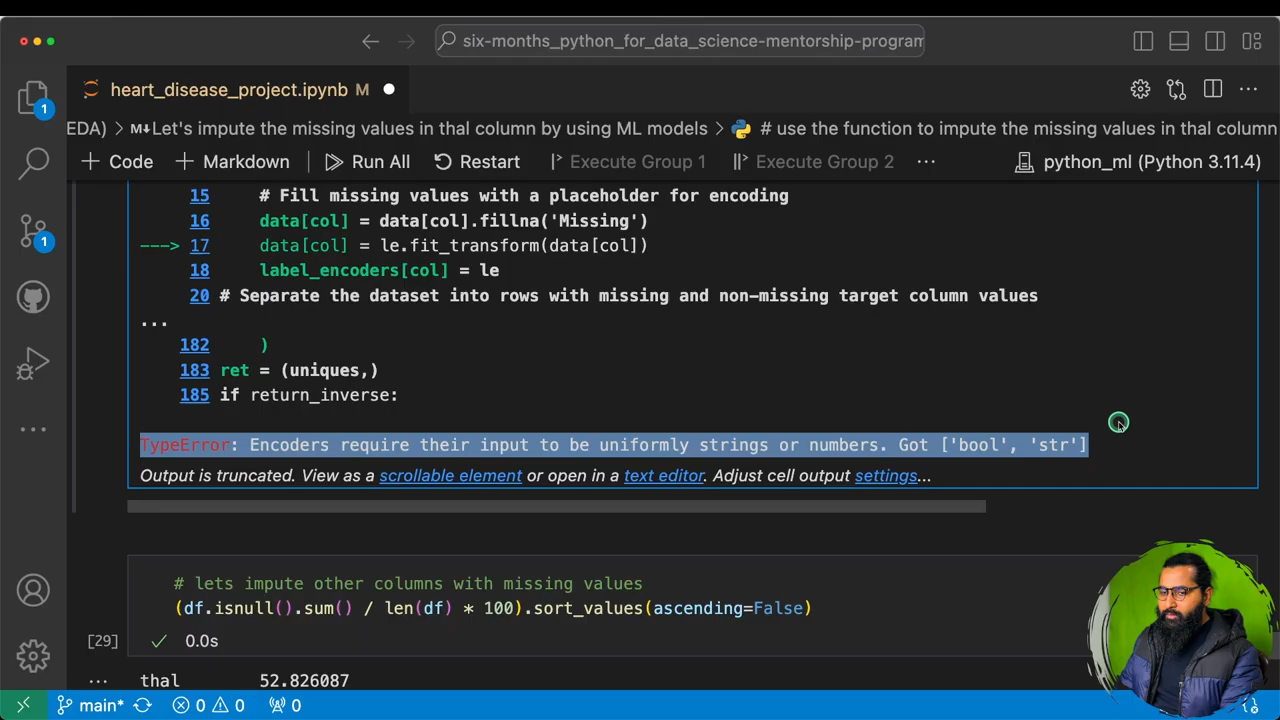 six-months_python_for_data_science-mentorship-program
heart_disease_project.ipynb M
1
EDA) > M↓Let's impute the missing values in thal column by using ML models > # use the function to impute the missing values in thal column
+ Code + Markdown Run All Restart Execute Group 1 Execute Group 2 ... python_ml (Python 3.11.4)
15 # Fill missing values with a placeholder for encoding
16 data[col] = data[col].fillna('Missing')
---> 17 data[col] = le.fit_transform(data[col])
1
18 label_encoders[col] = le
20 # Separate the dataset into rows with missing and non-missing target column values
...
182 )
183 ret = (uniques,)
185 if return_inverse:
TypeError: Encoders require their input to be uniformly strings or numbers. Got ['bool', 'str']
Output is truncated. View as a scrollable element or open in a text editor. Adjust cell output settings...
# lets impute other columns with missing values
(df.isnull().sum() / len(df) * 100).sort_values(ascending=False)
[29] 0.0s
... thal 52.826087
main* 0 0 0